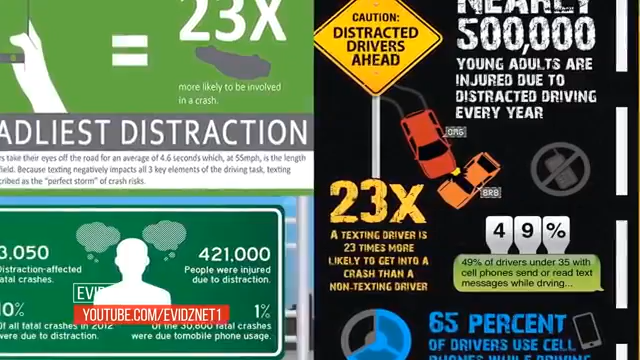 23X
more likely to be involved
in a crash.
ADLIEST DISTRACTION
rs take their eyes off the road for an average of 4.6 seconds which, at 55mph, is the length
field. Because texting negatively impacts all 3 key elements of the driving task, texting
cribed as the "perfect storm" of crash risks.
3,050
Distraction-affected
fatal crashes.
421,000
People were injured
due to distraction.
10%
Of all fatal crashes in 2012
were due to distraction.
1%
Of the 30,800 fatal crashes
were due tomobile phone usage.
EVID
YOUTUBE.COM/EVIDZNET1
CAUTION:
DISTRACTED
DRIVERS
AHEAD
NEARLY
500,000
YOUNG ADULTS ARE
INJURED DUE TO
DISTRACTED DRIVING
EVERY YEAR
OMG
BRB
23X
A TEXTING DRIVER IS
23 TIMES MORE
LIKELY TO GET INTO A
CRASH THAN A
NON-TEXTING DRIVER
49%
49% of drivers under 35 with
cell phones send or read text
messages while drving...
65 PERCENT
OF DRIVERS USE CELL
PHONES WHILE DRIVING